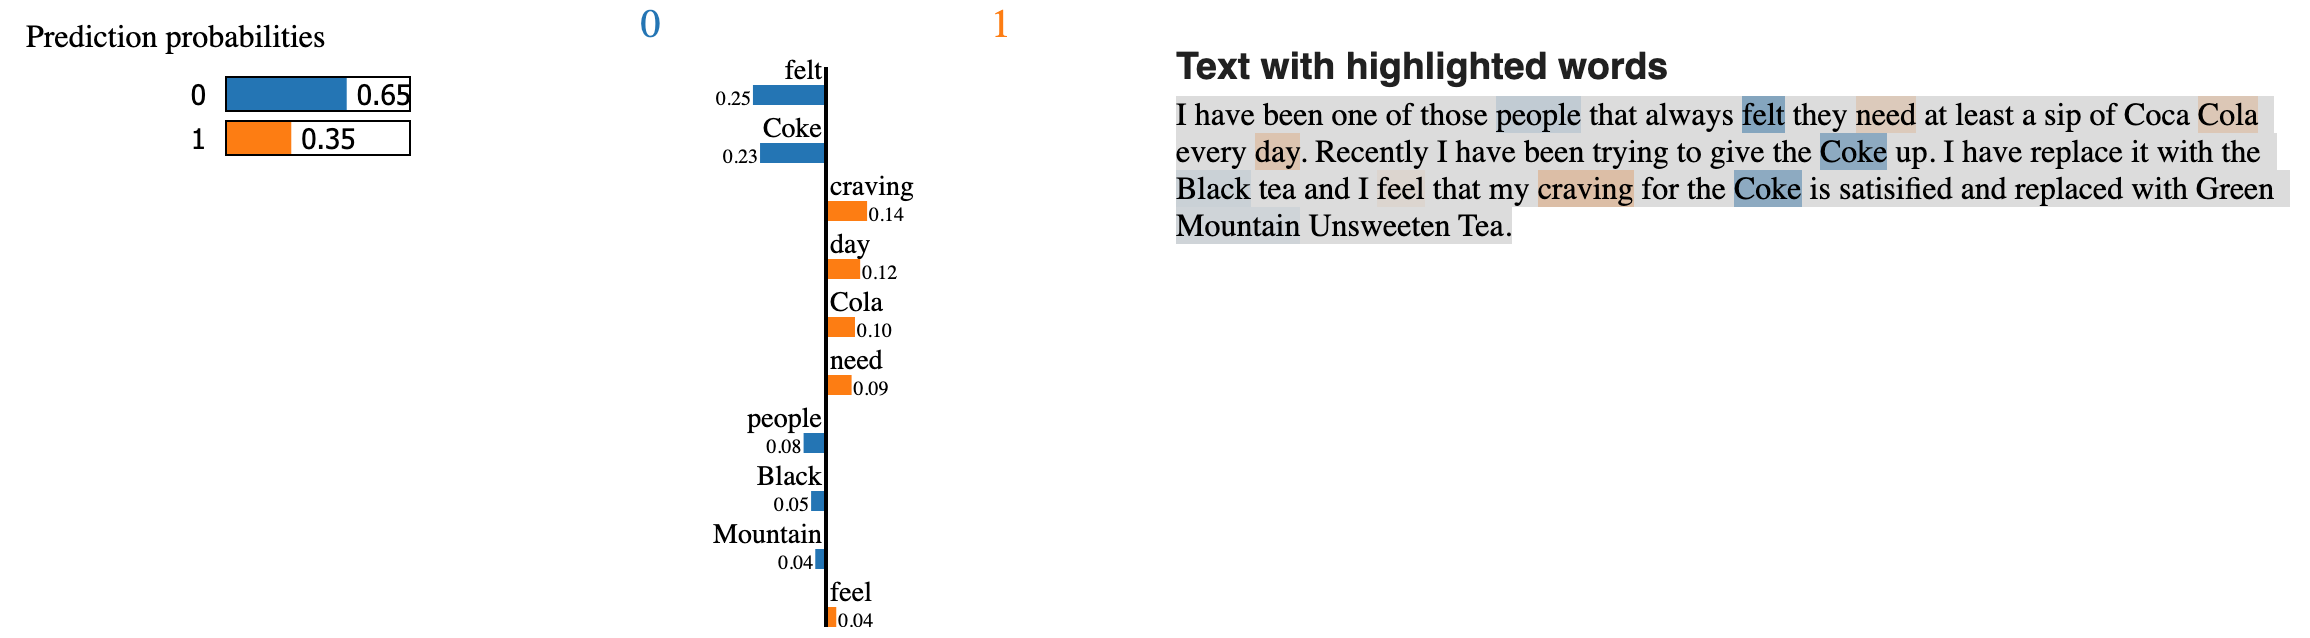 Prediction probabilities
0 0.65
1 0.35
0 1
felt
0.25
Coke
0.23
craving
0.14
day
0.12
Cola
0.10
need
0.09
people
0.08
Black
0.05
Mountain
0.04
feel
0.04
Text with highlighted words
I have been one of those people that always felt they need at least a sip of Coca Cola
every day. Recently I have been trying to give the Coke up. I have replace it with the
Black tea and I feel that my craving for the Coke is satisified and replaced with Green
Mountain Unsweeten Tea.